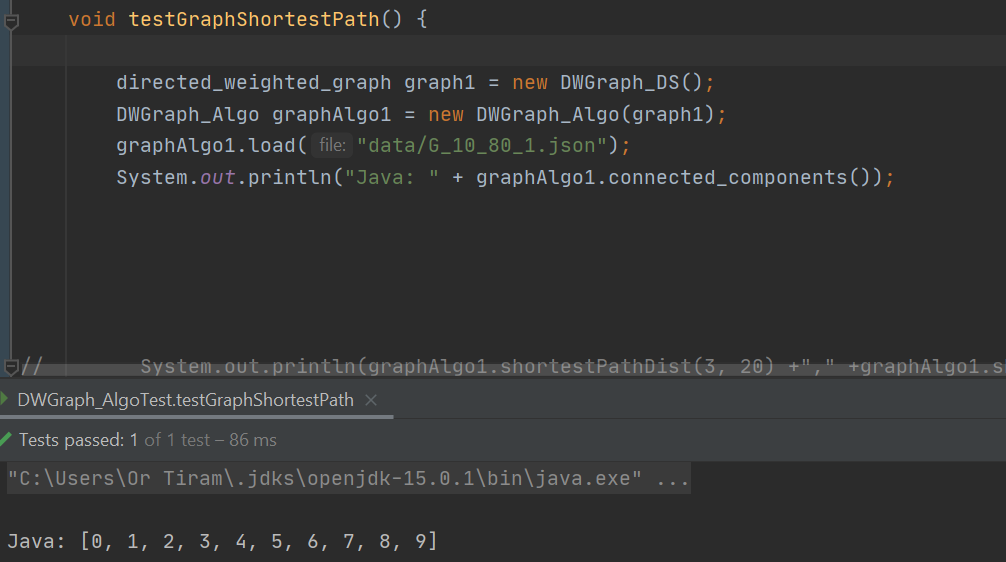 void testGraphShortestPath() {
directed_weighted_graph graph1 = new DWGraph_DS();
DWGraph_Algo graphAlgo1 = new DWGraph_Algo(graph1);
graphAlgo1.load( file: "data/G_10_80_1.json");
System.out.println("Java: " + graphAlgo1.connected_components());
// System.out.println(graphAlgo1.shortestPathDist(3, 20) +"," +graphAlgo1.
DWGraph_AlgoTest.testGraphShortestPath ×
Tests passed: 1 of 1 test – 86 ms
"C:\Users\Or Tiram\.jdks\openjdk-15.0.1\bin\java.exe" ...
Java: [0, 1, 2, 3, 4, 5, 6, 7, 8, 9]